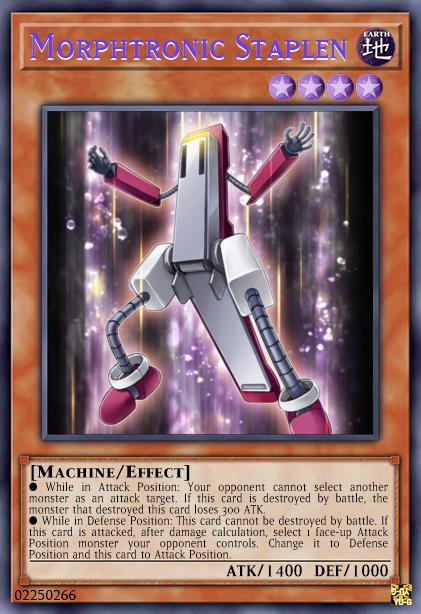 Morphtronic Staplen
EARTH
地
[Machine/Effect]
● While in Attack Position: Your opponent cannot select another
monster as an attack target. If this card is destroyed by battle, the
monster that destroyed this card loses 300 ATK.
● While in Defense Position: This card cannot be destroyed by battle. If
this card is attacked, after damage calculation, select 1 face-up Attack
Position monster your opponent controls. Change it to Defense
Position and this card to Attack Position.
ATK/1400 DEF/1000
02250266